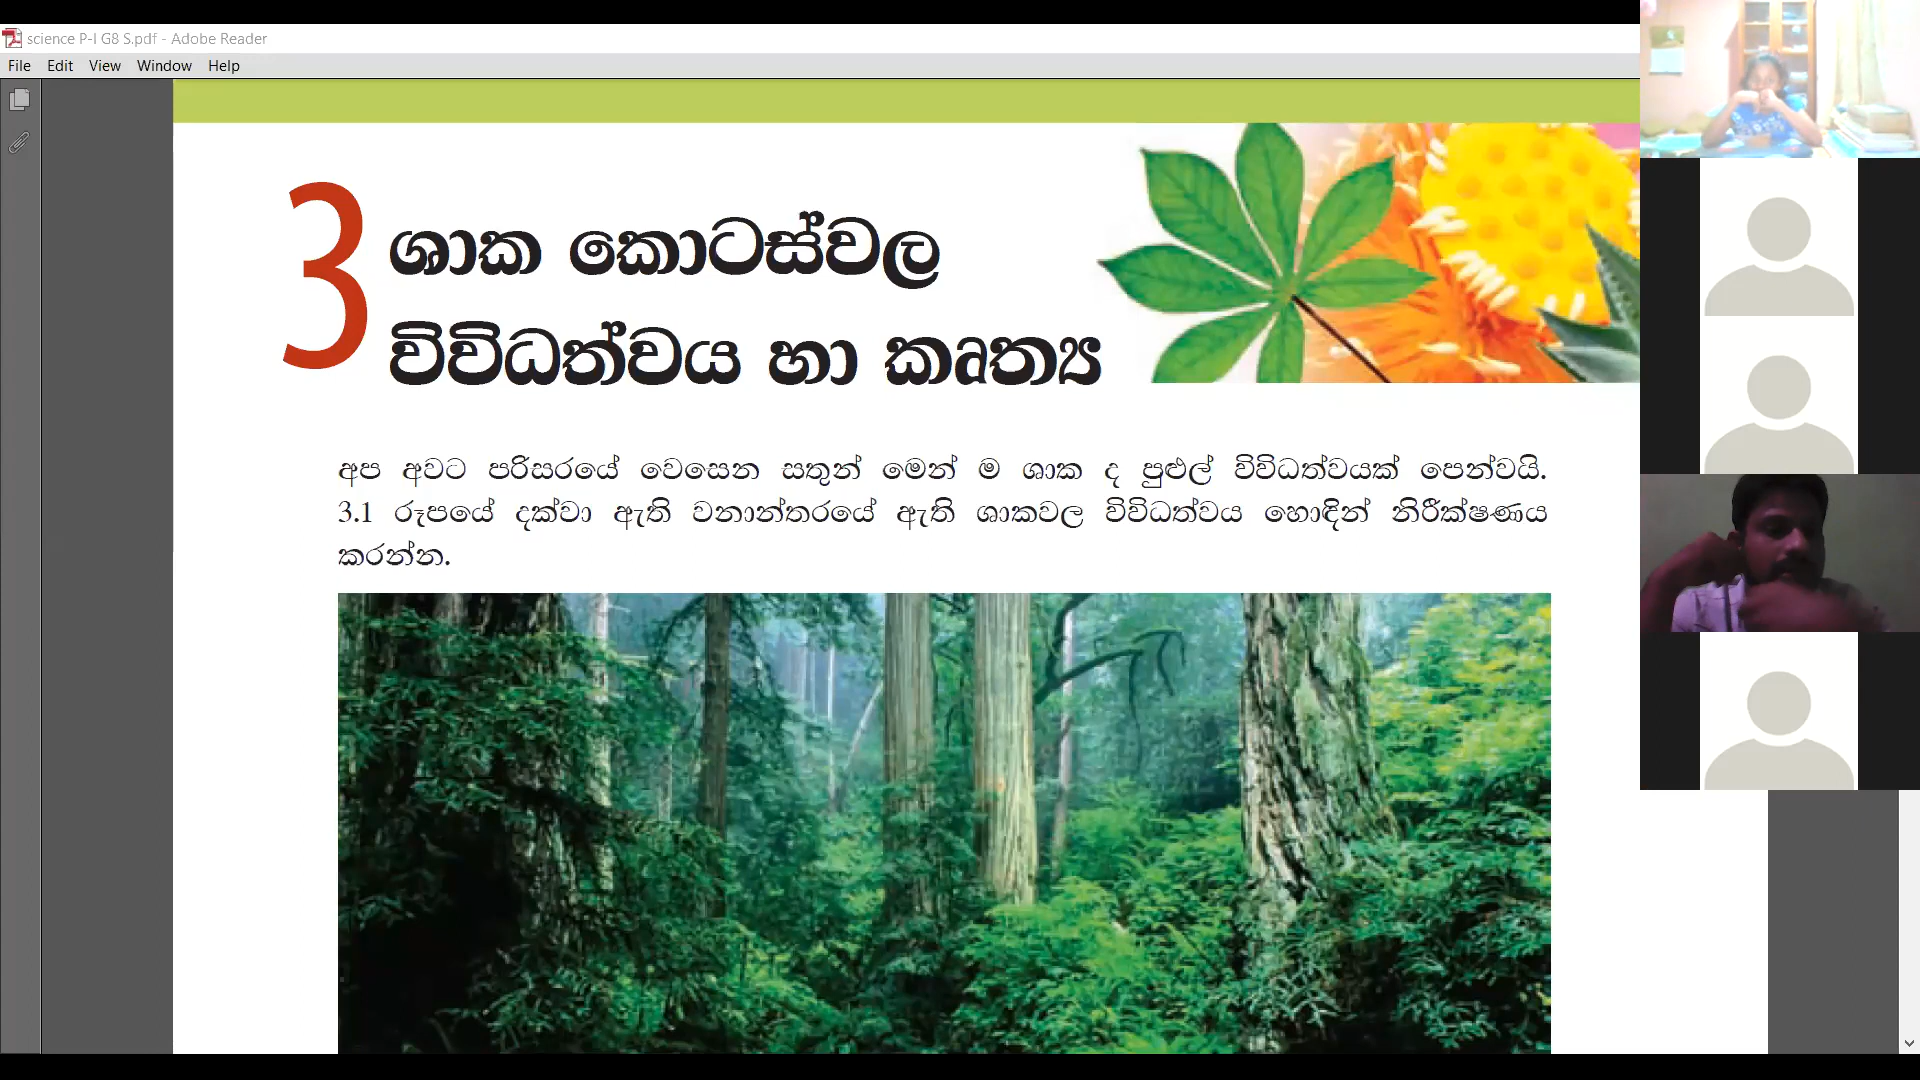 science P-I G8 S.pdf - Adobe Reader
File Edit View Window Help
3
ශාක කොටස්වල
විවිධත්වය හා කෘත්‍ය
අප අවට පරිසරයේ වෙසෙන සතුන් මෙන් ම ශාක ද පුළුල් විවිධත්වයක් පෙන්වයි.
3.1 රූපයේ දක්වා ඇති වනාන්තරයේ ඇති ශාකවල විවිධත්වය හොඳින් නිරීක්ෂණය
කරන්න.